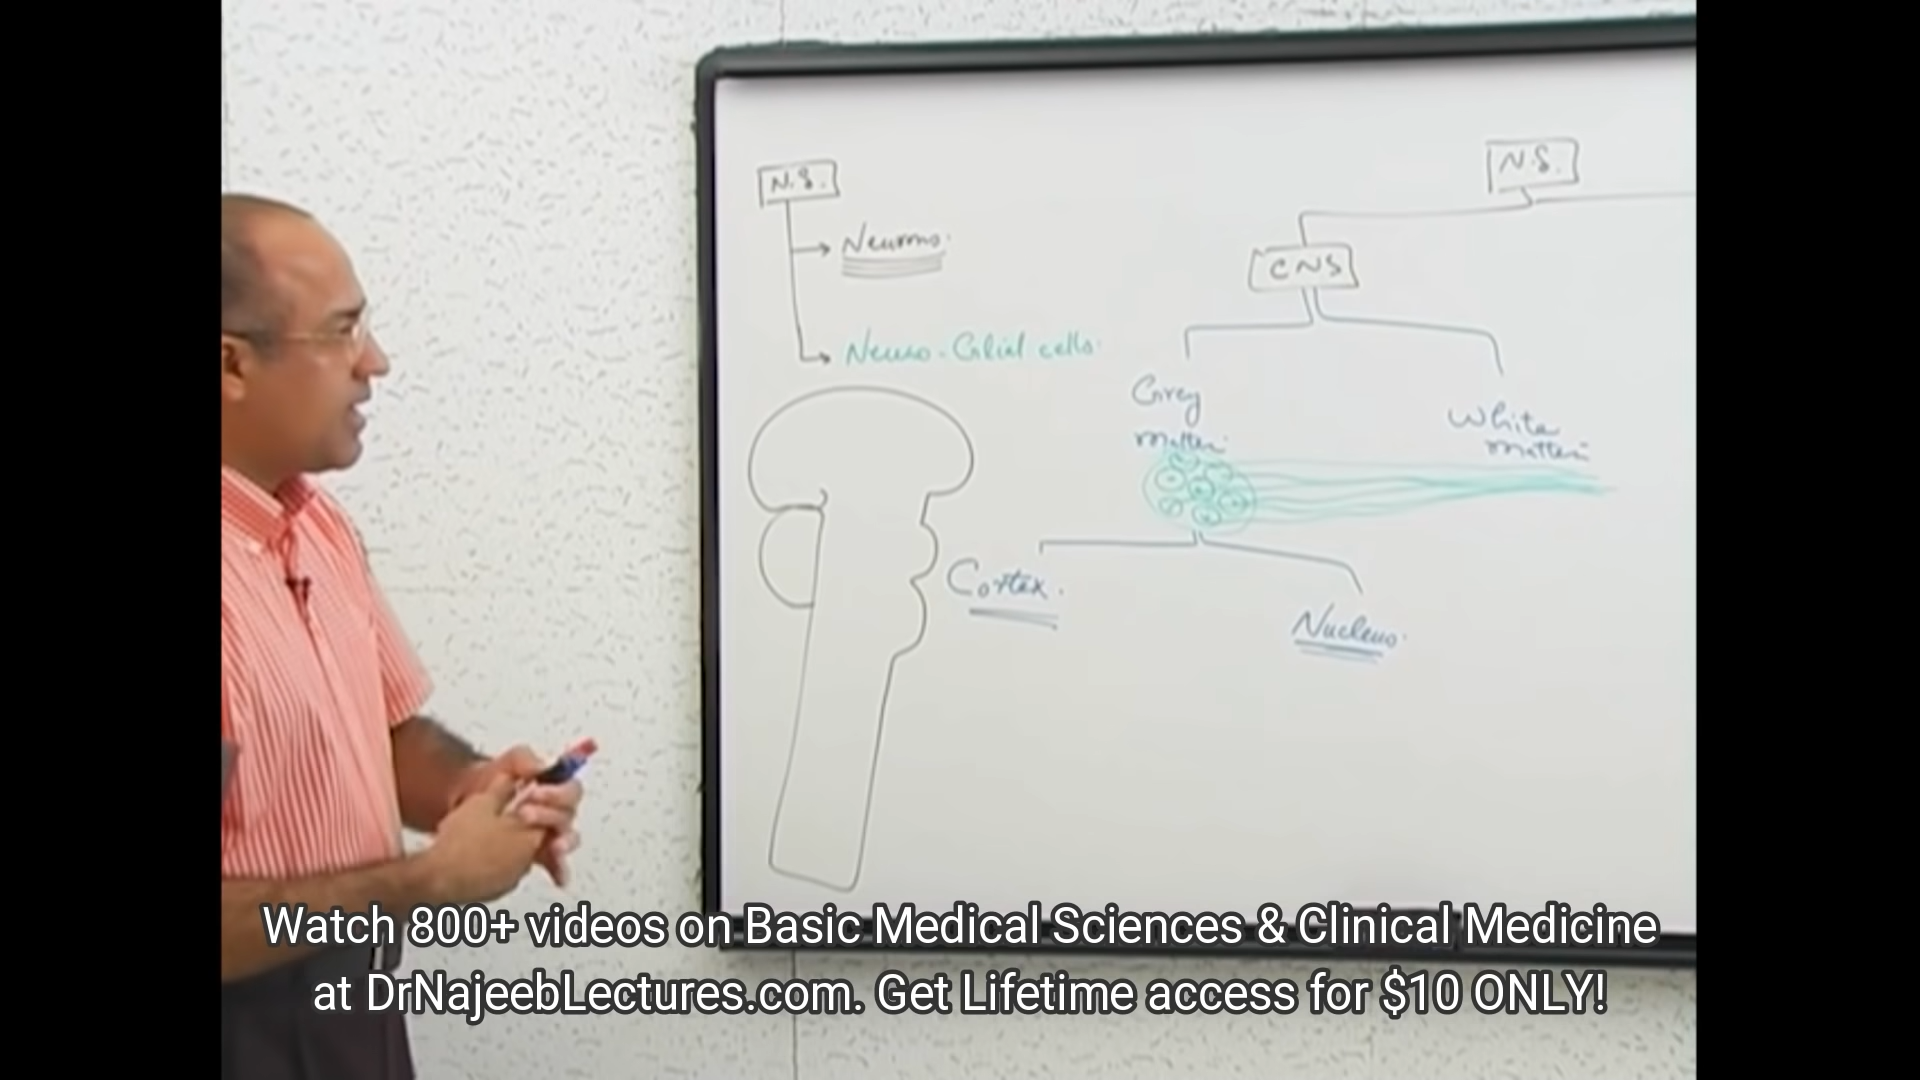 N.S.
Neurons.
Neuro-Glial cells.
N.S.
CNS
Grey
matter
White
matter
Cortex.
Nucleus.
Watch 800+ videos on Basic Medical Sciences & Clinical Medicine
at DrNajeebLectures.com. Get Lifetime access for $10 ONLY!